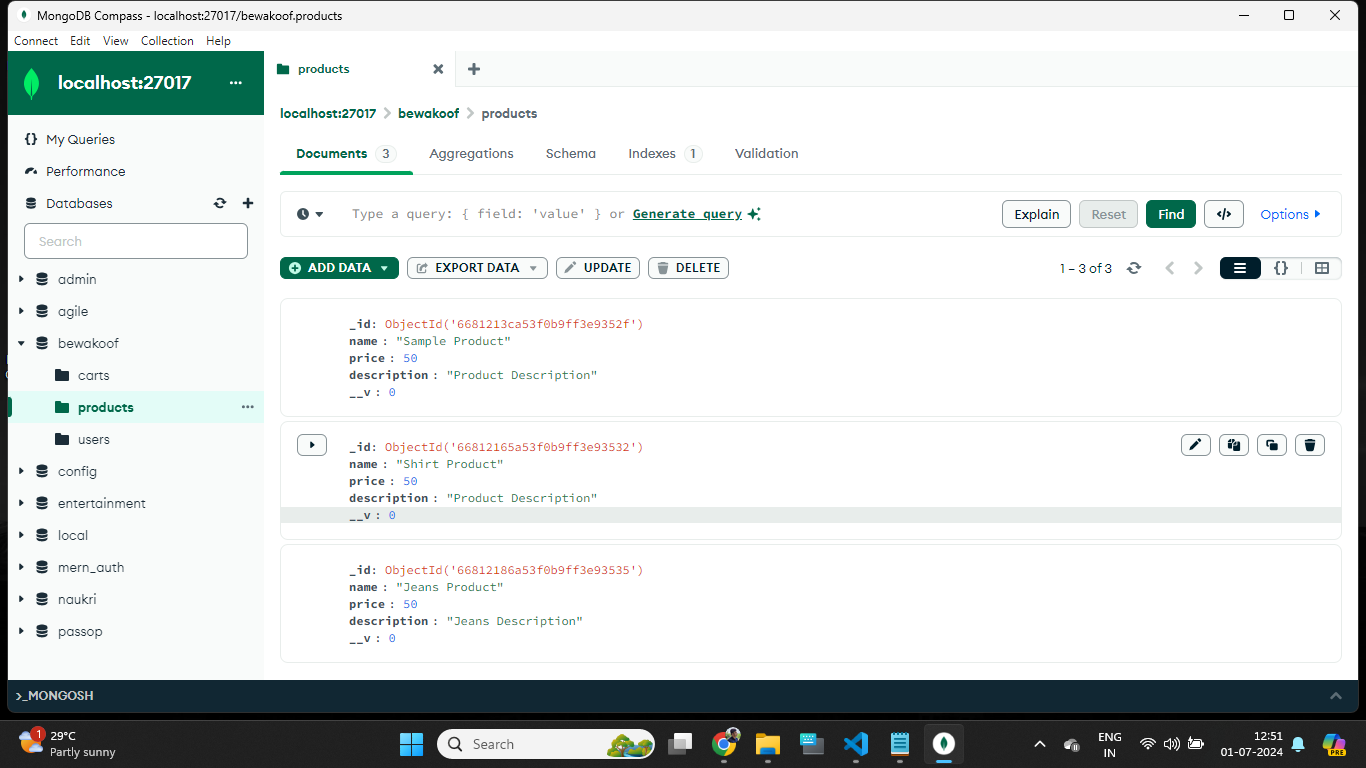 MongoDB Compass - localhost:27017/bewakoof.products
Connect Edit View Collection Help
localhost:27017 ...
products
localhost:27017 > bewakoof > products
My Queries
Performance
Databases
Search
admin
agile
bewakoof
carts
products ...
users
config
entertainment
local
mern_auth
naukri
passop
Documents 3 Aggregations Schema Indexes 1 Validation
Type a query: { field: 'value' } or Generate query
Explain Reset Find </> Options
ADD DATA EXPORT DATA UPDATE DELETE
1 – 3 of 3 {}
_id: ObjectId('6681213ca53f0b9ff3e9352f')
name : "Sample Product"
price : 50
description : "Product Description"
__v : 0
_id: ObjectId('66812165a53f0b9ff3e93532')
name : "Shirt Product"
price : 50
description : "Product Description"
__v : 0
_id: ObjectId('66812186a53f0b9ff3e93535')
name : "Jeans Product"
price : 50
description : "Jeans Description"
__v : 0
>_MONGOSH
1 29°C
Partly sunny
Search
ENG
IN
12:51
01-07-2024
PRE